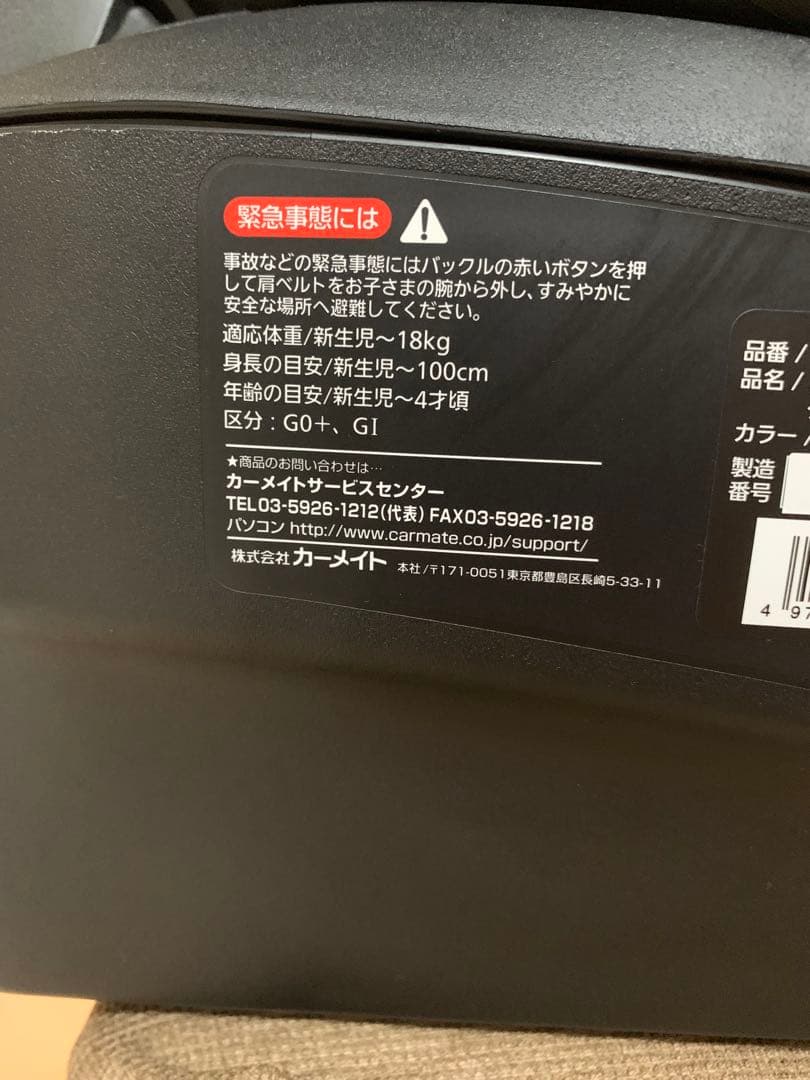 緊急事態には
事故などの緊急事態にはバックルの赤いボタンを押
して肩ベルトをお子さまの腕から外し、すみやかに
安全な場所へ避難してください。
適応体重/新生児～18kg
身長の目安/新生児～100cm
年齢の目安/新生児～4才頃
区分：G0＋、GⅠ
★商品のお問い合わせは…
カーメイトサービスセンター
TEL03-5926-1212(代表) FAX03-5926-1218
パソコン http://www.carmate.co.jp/support/
株式会社 カーメイト 本社/〒171-0051東京都豊島区長崎5-33-11
品番/
品名/
カラー/
製造
番号
4 97